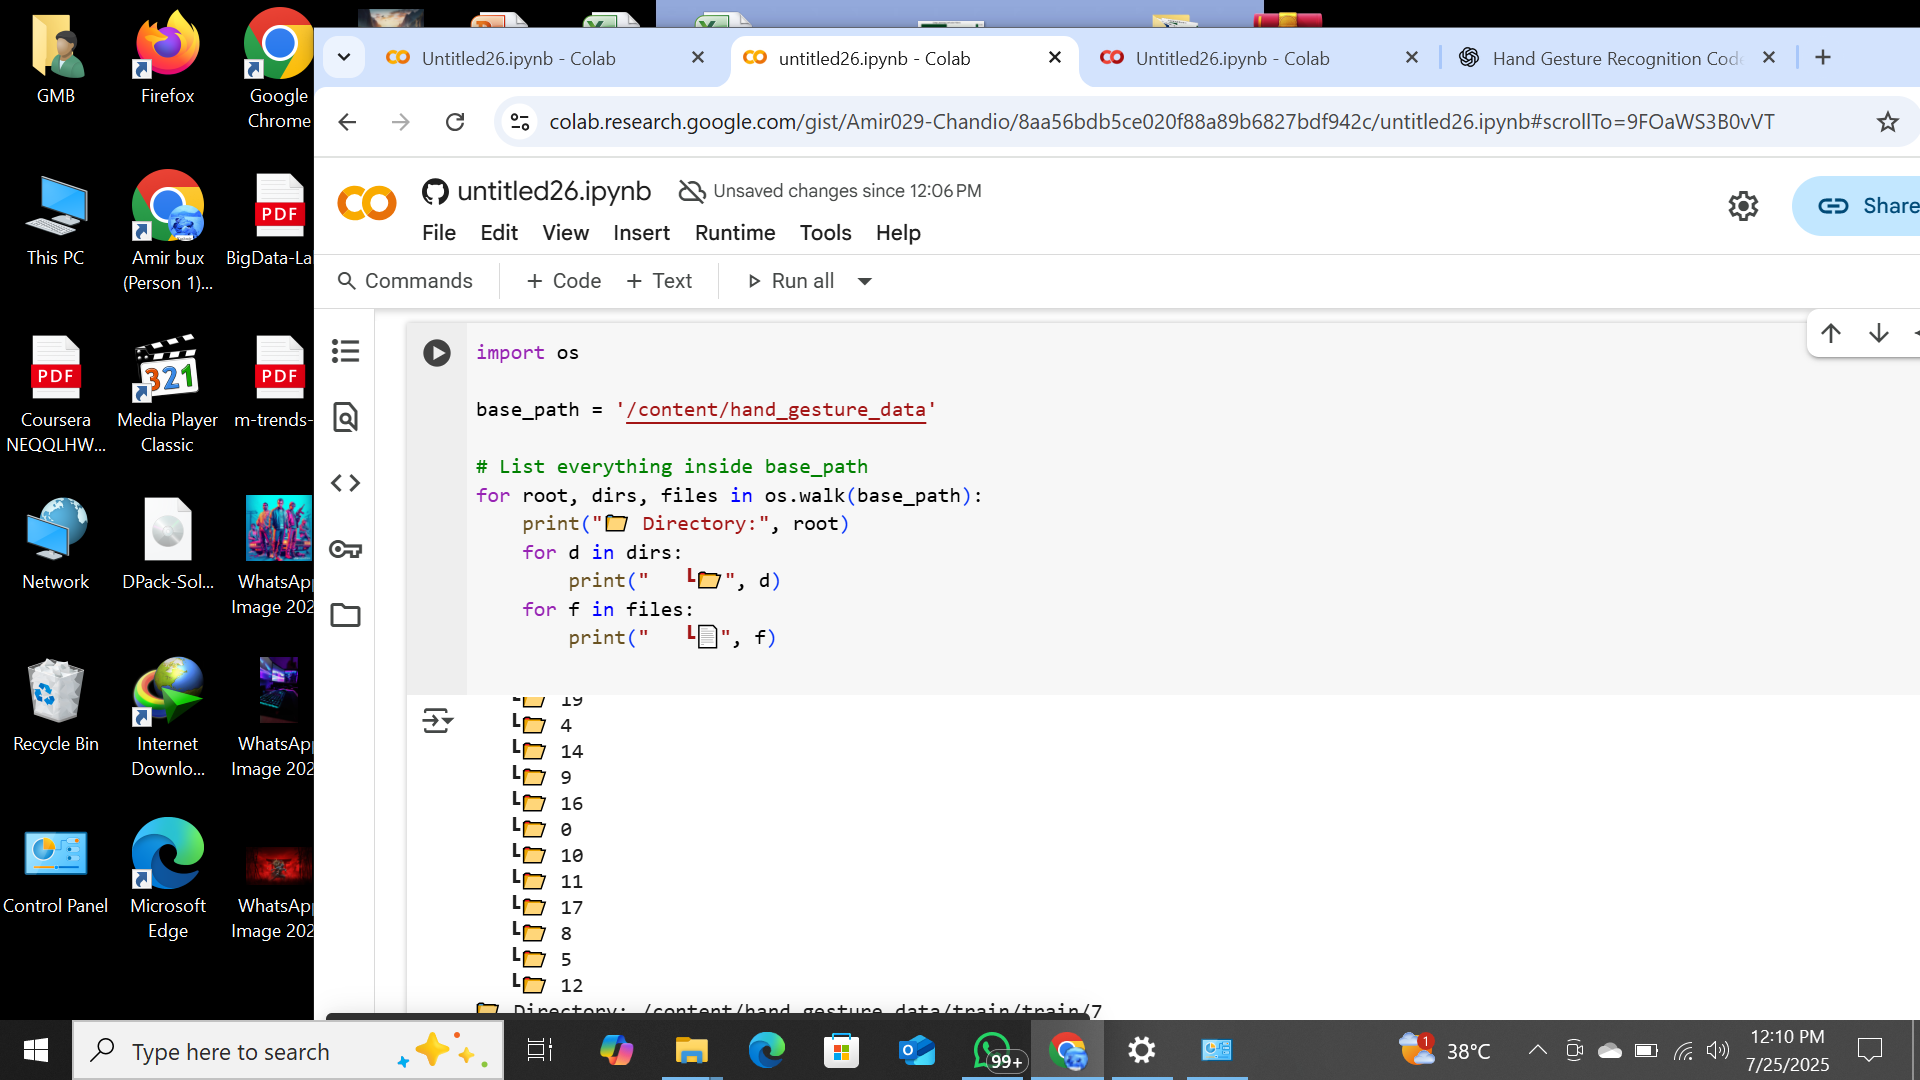 GMB
Firefox
Google
Chrome
This PC
Amir bux
(Person 1)...
PDF
BigData-La
PDF
Coursera
NEQQLHW...
321
Media Player
Classic
PDF
m-trends-
Network
DPack-Sol...
WhatsApp
Image 202
Recycle Bin
Internet
Downlo...
WhatsApp
Image 202
Control Panel
Microsoft
Edge
WhatsApp
Image 202
Untitled26.ipynb - Colab
untitled26.ipynb - Colab
Untitled26.ipynb - Colab
Hand Gesture Recognition Code
colab.research.google.com/gist/Amir029-Chandio/8aa56bdb5ce020f88a89b6827bdf942c/untitled26.ipynb#scrollTo=9FOaWS3B0vVT
untitled26.ipynb
Unsaved changes since 12:06 PM
Share
File Edit View Insert Runtime Tools Help
Commands + Code + Text Run all
import os
base_path = '/content/hand_gesture_data'
# List everything inside base_path
for root, dirs, files in os.walk(base_path):
    print("📁 Directory:", root)
    for d in dirs:
        print("   ┗📁", d)
    for f in files:
        print("   ┗📄", f)
┗📁 19
┗📁 4
┗📁 14
┗📁 9
┗📁 16
┗📁 0
┗📁 10
┗📁 11
┗📁 17
┗📁 8
┗📁 5
┗📁 12
📁 Directory: /content/hand_gesture_data/train/train/7
Type here to search
99+
1
38°C
12:10 PM
7/25/2025